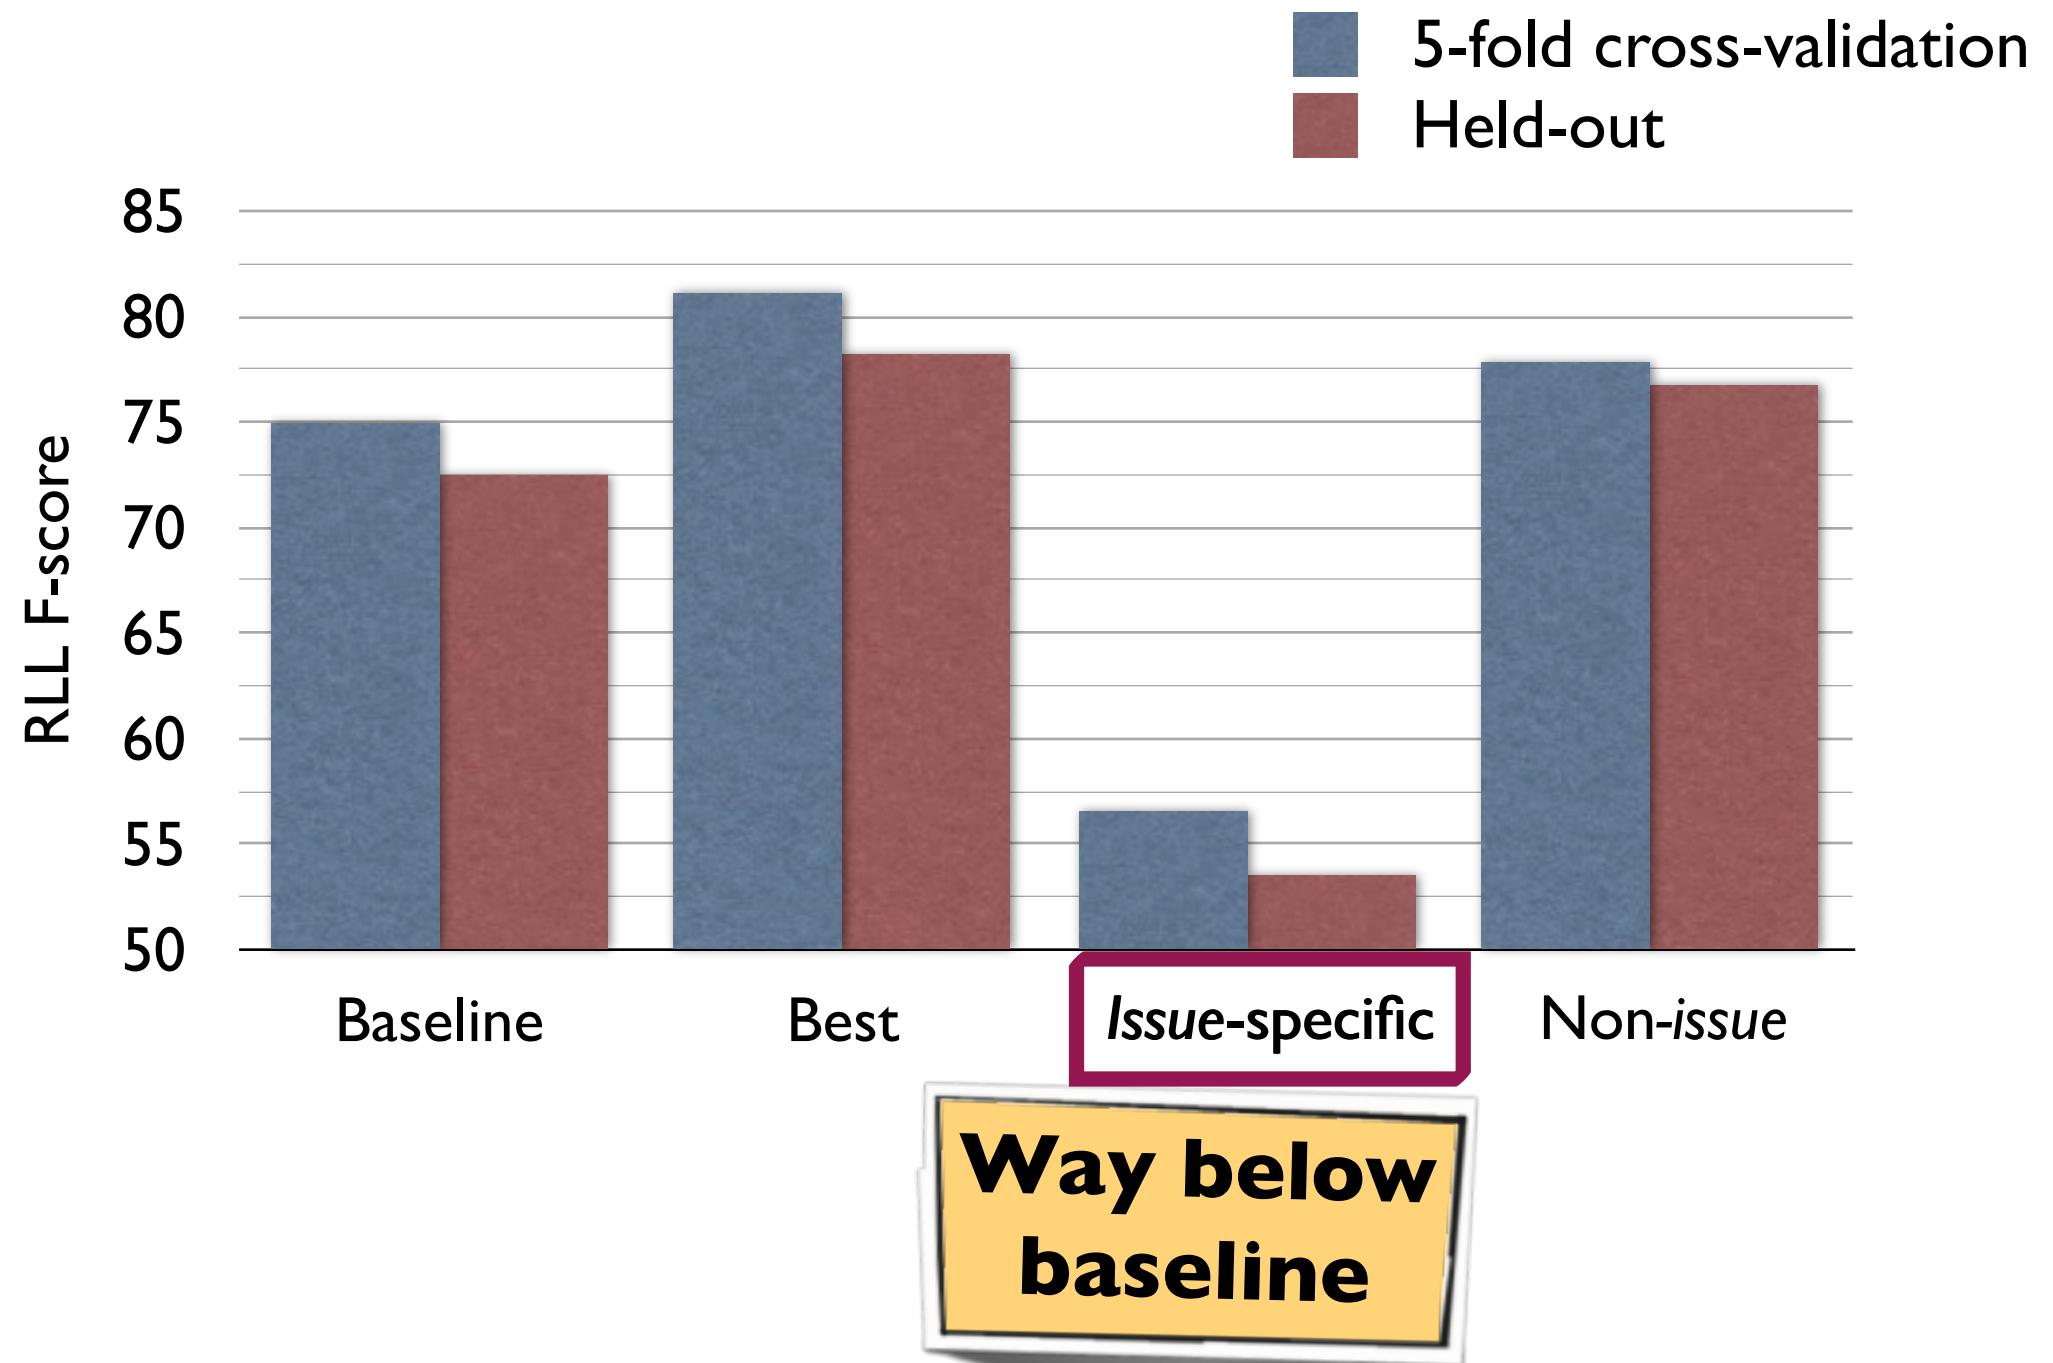 5-fold cross-validation
Held-out
85
80
75
70
65
60
55
50
RLL F-score
Baseline
Best
Issue-specific
Non-issue
Way below
baseline